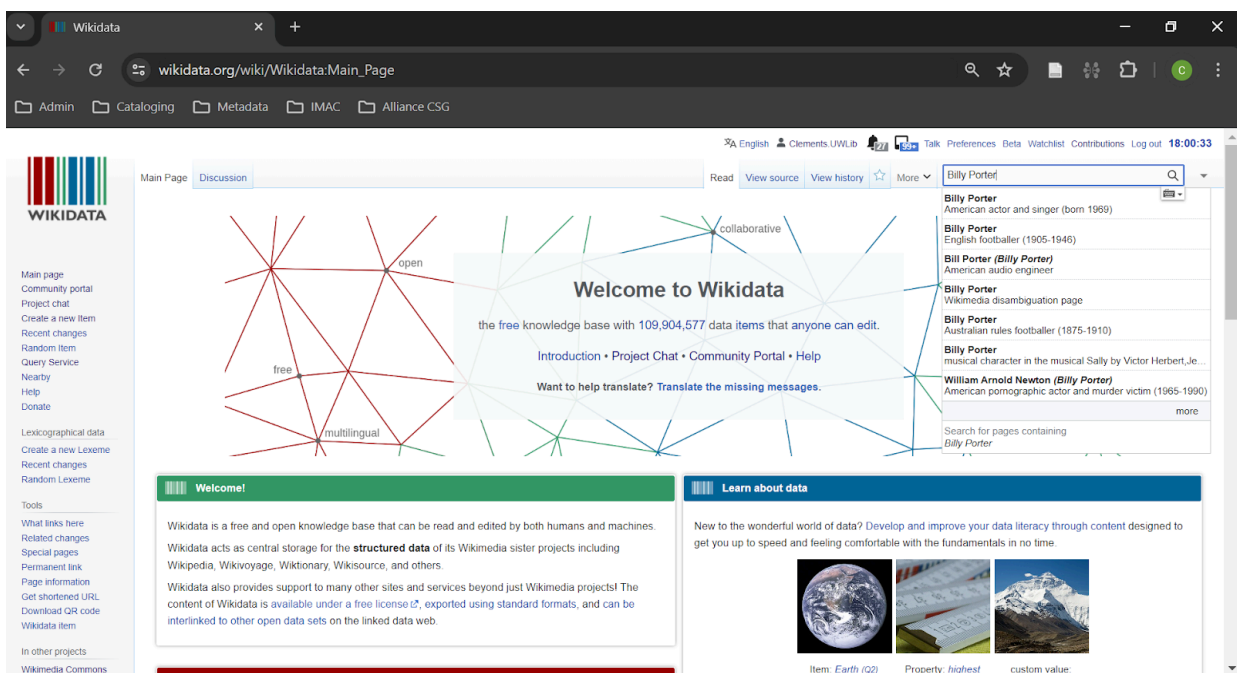 Wikidata
wikidata.org/wiki/Wikidata:Main_Page
C
Admin Cataloging Metadata IMAC Alliance CSG
English Clements.UWLib 27 99+ Talk Preferences Beta Watchlist Contributions Log out 18:00:33
Main Page Discussion Read View source View history More Billy Porter
WIKIDATA
Main page
Community portal
Project chat
Create a new Item
Recent changes
Random Item
Query Service
Nearby
Help
Donate
Lexicographical data
Create a new Lexeme
Recent changes
Random Lexeme
Tools
What links here
Related changes
Special pages
Permanent link
Page information
Get shortened URL
Download QR code
Wikidata item
In other projects
Wikimedia Commons
collaborative
open
free
multilingual
Welcome to Wikidata
the free knowledge base with 109,904,577 data items that anyone can edit.
Introduction • Project Chat • Community Portal • Help
Want to help translate? Translate the missing messages.
Billy Porter
American actor and singer (born 1969)
Billy Porter
English footballer (1905-1946)
Bill Porter (Billy Porter)
American audio engineer
Billy Porter
Wikimedia disambiguation page
Billy Porter
Australian rules footballer (1875-1910)
Billy Porter
musical character in the musical Sally by Victor Herbert,Je...
William Arnold Newton (Billy Porter)
American pornographic actor and murder victim (1965-1990)
more
Search for pages containing
Billy Porter
Welcome!
Wikidata is a free and open knowledge base that can be read and edited by both humans and machines.
Wikidata acts as central storage for the structured data of its Wikimedia sister projects including
Wikipedia, Wikivoyage, Wiktionary, Wikisource, and others.
Wikidata also provides support to many other sites and services beyond just Wikimedia projects! The
content of Wikidata is available under a free license, exported using standard formats, and can be
interlinked to other open data sets on the linked data web.
Learn about data
New to the wonderful world of data? Develop and improve your data literacy through content designed to
get you up to speed and feeling comfortable with the fundamentals in no time.
Item: Earth (Q2) Property: highest custom value: